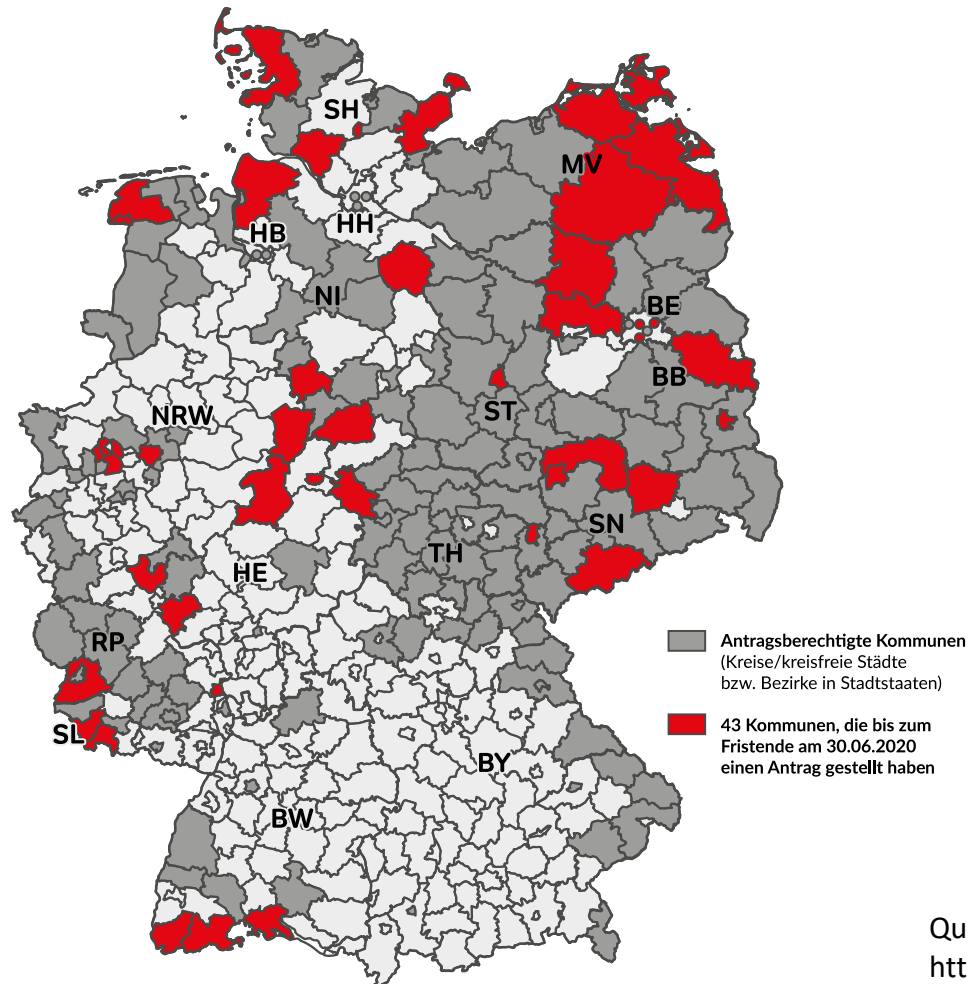 SH
MV
HB
HH
NI
BE
BB
NRW
ST
SN
TH
HE
RP
SL
BY
BW
Antragsberechtigte Kommunen
(Kreise/kreisfreie Städte
bzw. Bezirke in Stadtstaaten)
43 Kommunen, die bis zum
Fristende am 30.06.2020
einen Antrag gestellt haben
Qu
htt